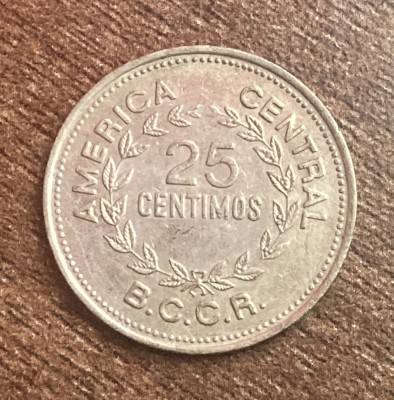 AMERICA CENTRAL
25
CENTIMOS
B.C.C.R.